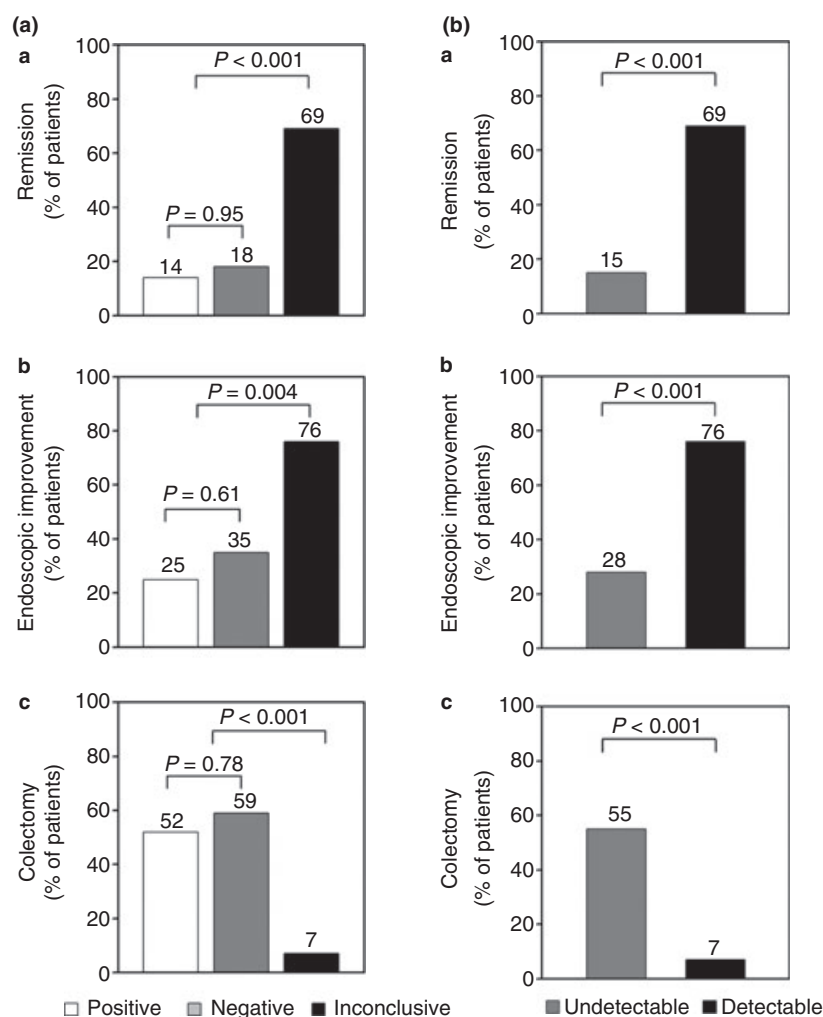 (a)
a
Remission
(% of patients)
100
80
60
40
20
0
P < 0.001
P = 0.95
14
18
69
b
Endoscopic improvement
(% of patients)
100
80
60
40
20
0
P = 0.004
P = 0.61
25
35
76
c
Colectomy
(% of patients)
100
80
60
40
20
0
P < 0.001
P = 0.78
52
59
7
Positive Negative Inconclusive
(b)
a
Remission
(% of patients)
100
80
60
40
20
0
P < 0.001
15
69
b
Endoscopic improvement
(% of patients)
100
80
60
40
20
0
P < 0.001
28
76
c
Colectomy
(% of patients)
100
80
60
40
20
0
P < 0.001
55
7
Undetectable Detectable